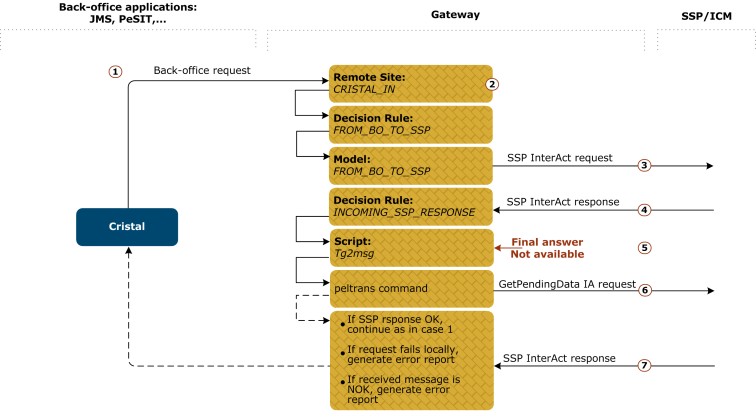 Back-office applications:
JMS, PeSIT,...
Gateway
SSP/ICM
1
Back-office request
Remote Site:
CRISTAL_IN
2
Decision Rule:
FROM_BO_TO_SSP
Model:
FROM_BO_TO_SSP
SSP InterAct request
3
Decision Rule:
INCOMING_SSP_RESPONSE
SSP InterAct response
4
Cristal
Script:
Tg2msg
Final answer
Not available
5
peltrans command
GetPendingData IA request
6
• If SSP rsponse OK,
continue as in case 1
• If request fails locally,
generate error report
• If received message is
NOK, generate error
report
SSP InterAct response
7